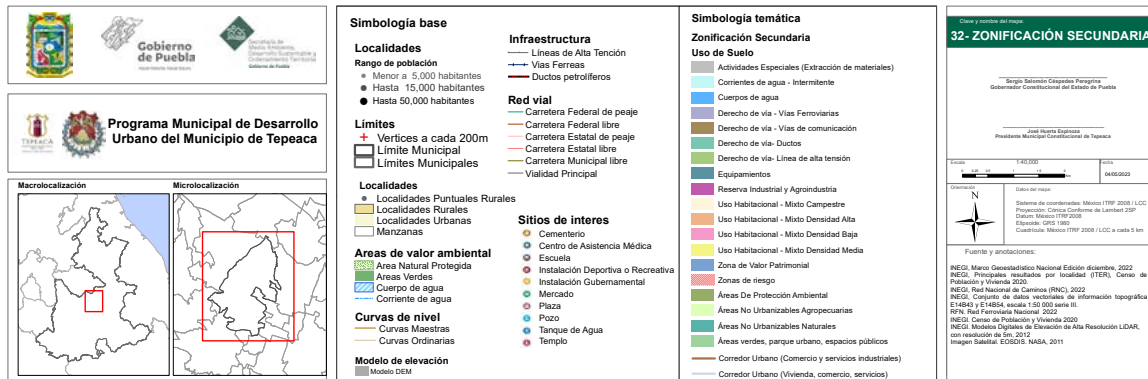 Gobierno
de Puebla
Secretaría de
Medio Ambiente,
Desarrollo Sustentable y
Ordenamiento Territorial
Gobierno de Puebla
TEPEACA
Programa Municipal de Desarrollo
Urbano del Municipio de Tepeaca
Macrolocalización
Microlocalización
Simbología base
Localidades
Rango de población
Menor a 5,000 habitantes
Hasta 15,000 habitantes
Hasta 50,000 habitantes
Límites
Vertices a cada 200m
Límite Municipal
Límites Municipales
Localidades
Localidades Puntuales Rurales
Localidades Rurales
Localidades Urbanas
Manzanas
Areas de valor ambiental
Area Natural Protegida
Areas Verdes
Cuerpo de agua
Corriente de agua
Curvas de nivel
Curvas Maestras
Curvas Ordinarias
Modelo de elevación
Modelo DEM
Infraestructura
Líneas de Alta Tención
Vias Ferreas
Ductos petrolíferos
Red vial
Carretera Federal de peaje
Carretera Federal libre
Carretera Estatal de peaje
Carretera Estatal libre
Carretera Municipal libre
Vialidad Principal
Sitios de interes
Cementerio
Centro de Asistencia Médica
Escuela
Instalación Deportiva o Recreativa
Instalación Gubernamental
Mercado
Plaza
Pozo
Tanque de Agua
Templo
Simbología temática
Zonificación Secundaria
Uso de Suelo
Actividades Especiales (Extracción de materiales)
Corrientes de agua - Intermitente
Cuerpos de agua
Derecho de vía - Vías Ferroviarias
Derecho de vía - Vías de comunicación
Derecho de vía- Ductos
Derecho de vía- Línea de alta tensión
Equipamientos
Reserva Industrial y Agroindustria
Uso Habitacional - Mixto Campestre
Uso Habitacional - Mixto Densidad Alta
Uso Habitacional - Mixto Densidad Baja
Uso Habitacional - Mixto Densidad Media
Zona de Valor Patrimonial
Zonas de riesgo
Áreas De Protección Ambiental
Áreas No Urbanizables Agropecuarias
Áreas No Urbanizables Naturales
Áreas verdes, parque urbano, espacios públicos
Corredor Urbano (Comercio y servicios industriales)
Corredor Urbano (Vivienda, comercio, servicios)
Clave y nombre del mapa:
32- ZONIFICACIÓN SECUNDARIA
Sergio Salomón Céspedes Peregrina
Gobernador Constitucional del Estado de Puebla
José Huerta Espinoza
Presidente Municipal Constitucional de Tepeaca
Escala
1:40,000
Fecha
04/05/2023
Orientación
N
Datos del mapa:
Sistema de coordenadas: México ITRF 2008 / LCC
Proyección: Cónica Conforme de Lambert 2SP
Datum: México ITRF2008
Elipsoide: GRS 1980
Cuadrícula: México ITRF 2008 / LCC a cada 5 km
Fuente y anotaciones:
INEGI, Marco Geoestadístico Nacional Edición diciembre, 2022
INEGI, Principales resultados por localidad (ITER), Censo de
Población y Vivienda 2020.
INEGI, Red Nacional de Caminos (RNC), 2022
INEGI, Conjunto de datos vectoriales de información topográfica
E14B43 y E14B54, escala 1:50 000 serie III.
RFN. Red Ferroviaria Nacional 2022
INEGI. Censo de Población y Vivienda 2020
INEGI. Modelos Digitales de Elevación de Alta Resolución LiDAR,
con resolución de 5m, 2012
Imagen Satelital. EOSDIS. NASA, 2011